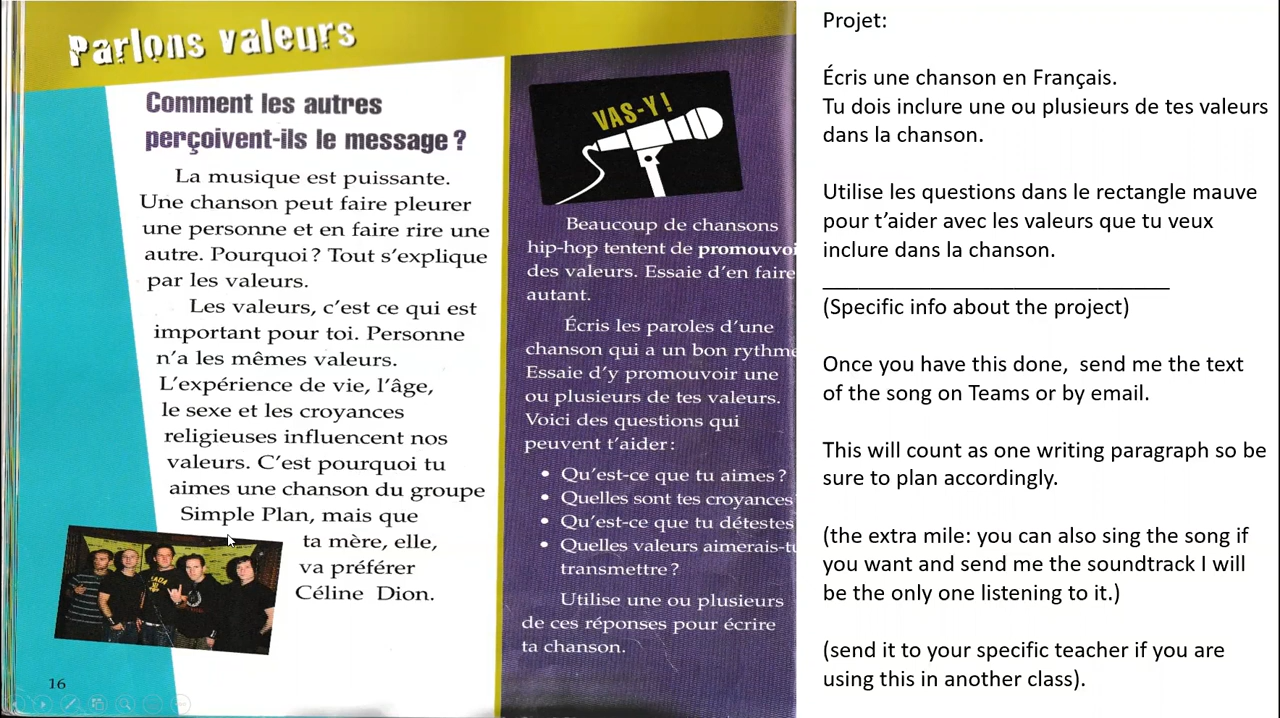 Parlons valeurs
Comment les autres
perçoivent-ils le message ?
La musique est puissante.
Une chanson peut faire pleurer
une personne et en faire rire une
autre. Pourquoi ? Tout s'explique
par les valeurs.
Les valeurs, c'est ce qui est
important pour toi. Personne
n'a les mêmes valeurs.
L'expérience de vie, l'âge,
le sexe et les croyances
religieuses influencent nos
valeurs. C'est pourquoi tu
aimes une chanson du groupe
Simple Plan, mais que
ta mère, elle,
va préférer
Céline Dion.
16
VAS-Y !
Beaucoup de chansons
hip-hop tentent de promouvoi
des valeurs. Essaie d'en faire
autant.
Écris les paroles d'une
chanson qui a un bon rythme
Essaie d'y promouvoir une
ou plusieurs de tes valeurs.
Voici des questions qui
peuvent t'aider :
• Qu'est-ce que tu aimes ?
• Quelles sont tes croyances
• Qu'est-ce que tu détestes
• Quelles valeurs aimerais-tu
transmettre ?
Utilise une ou plusieurs
de ces réponses pour écrire
ta chanson.
Projet:
Écris une chanson en Français.
Tu dois inclure une ou plusieurs de tes valeurs
dans la chanson.
Utilise les questions dans le rectangle mauve
pour t'aider avec les valeurs que tu veux
inclure dans la chanson.
(Specific info about the project)
Once you have this done,  send me the text
of the song on Teams or by email.
This will count as one writing paragraph so be
sure to plan accordingly.
(the extra mile: you can also sing the song if
you want and send me the soundtrack I will
be the only one listening to it.)
(send it to your specific teacher if you are
using this in another class).